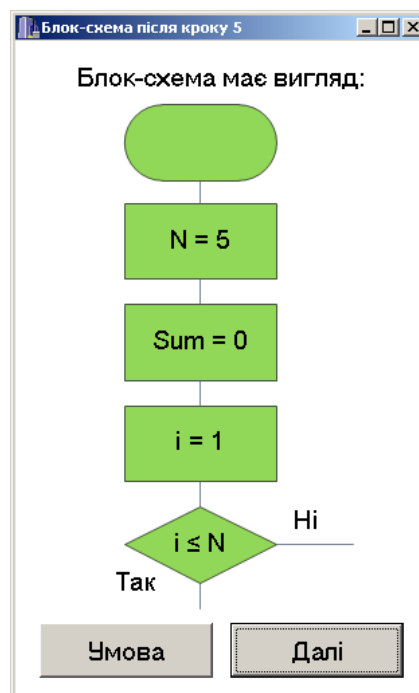 Блок-схема після кроку 5
Блок-схема має вигляд:
N = 5
Sum = 0
i = 1
i ≤ N
Ні
Так
Умова
Далі